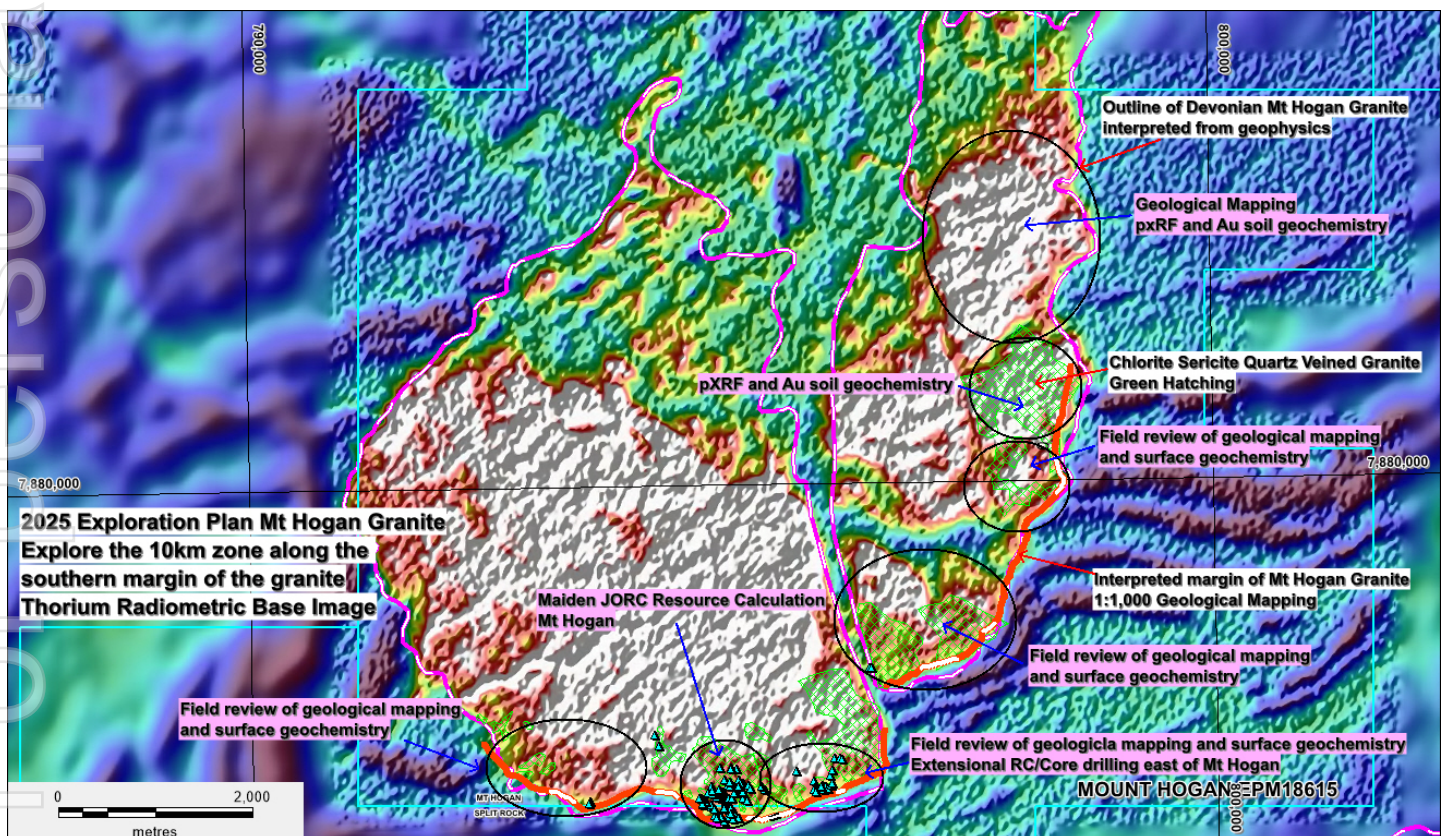 790,000
800,000
Outline of Devonian Mt Hogan Granite
interpreted from geophysics
Geological Mapping
pxRF and Au soil geochemistry
Chlorite Sericite Quartz Veined Granite
Green Hatching
pXRF and Au soil geochemistry
Field review of geological mapping
and surface geochemistry
7,880,000
7,880,000
2025 Exploration Plan Mt Hogan Granite
Explore the 10km zone along the
southern margin of the granite
Thorium Radiometric Base Image
Interpreted margin of Mt Hogan Granite
1:1,000 Geological Mapping
Maiden JORC Resource Calculation
Mt Hogan
Field review of geological mapping
and surface geochemistry
Field review of geological mapping
and surface geochemistry
Field review of geologicla mapping and surface geochemistry
Extensional RC/Core drilling east of Mt Hogan
MOUNT HOGAN EPM18615
800,000
MT HOGAN
SPLIT ROCK
0 2,000
metres